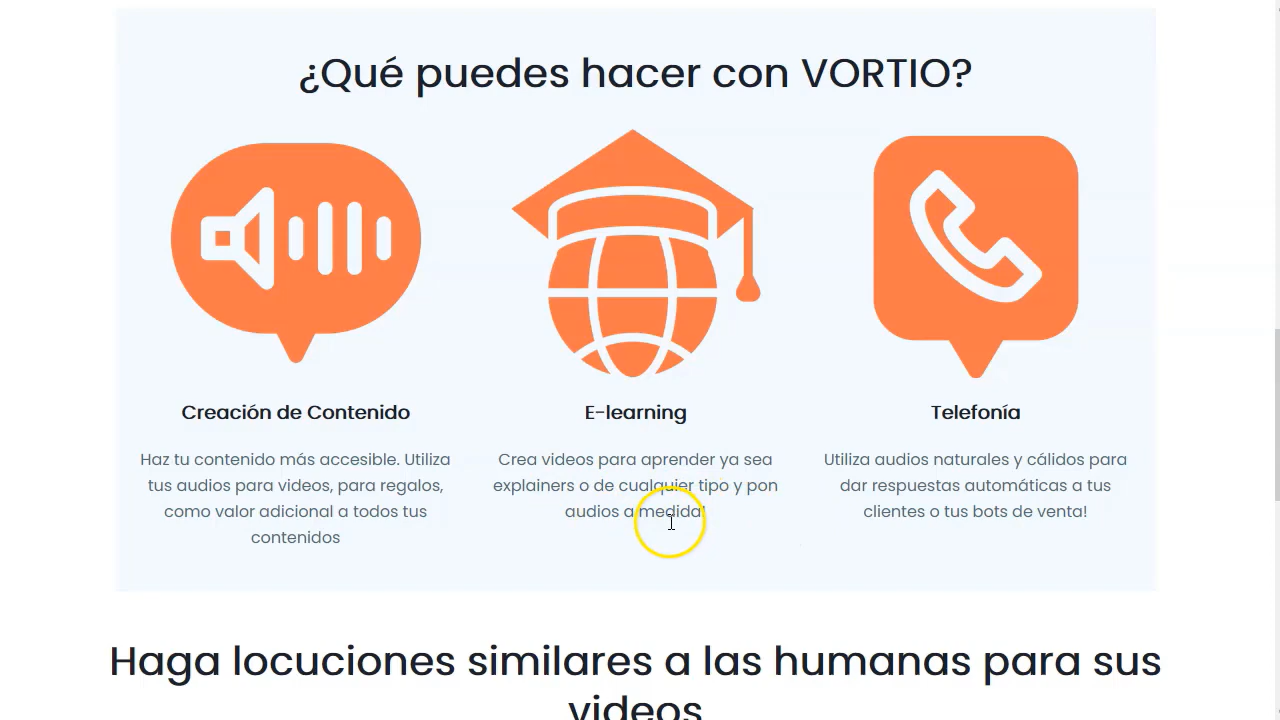 ¿Qué puedes hacer con VORTIO?
Creación de Contenido
Haz tu contenido más accesible. Utiliza
tus audios para videos, para regalos,
como valor adicional a todos tus
contenidos
E-learning
Crea videos para aprender ya sea
explainers o de cualquier tipo y pon
audios a medida!
Telefonía
Utiliza audios naturales y cálidos para
dar respuestas automáticas a tus
clientes o tus bots de venta!
Haga locuciones similares a las humanas para sus
videos